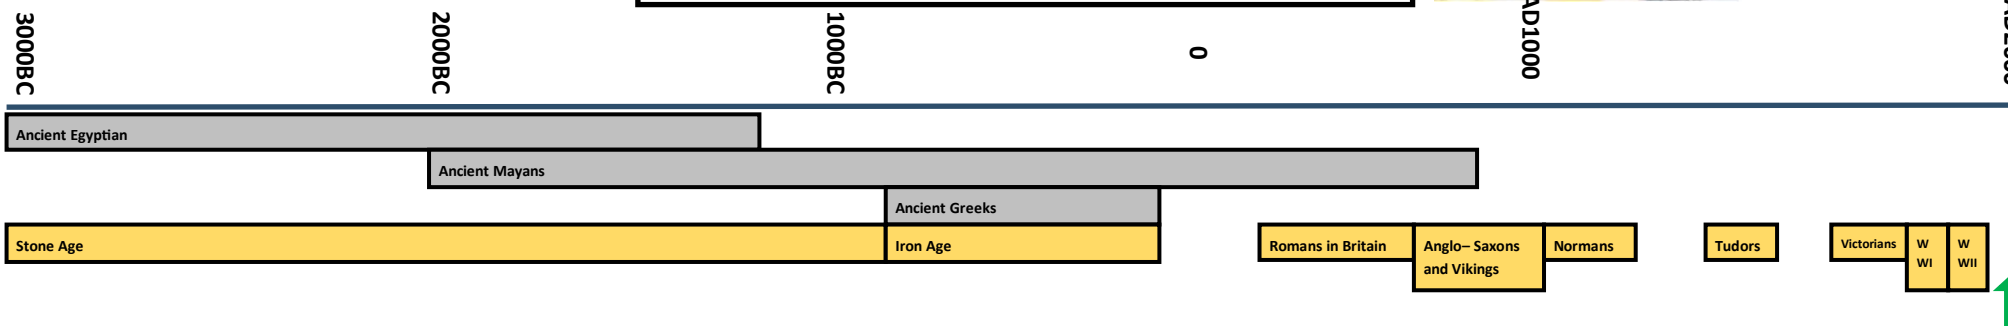 3000BC
2000BC
1000BC
0
AD1000
Ancient Egyptian
Ancient Mayans
Ancient Greeks
Stone Age
Iron Age
Romans in Britain
Anglo– Saxons
and Vikings
Normans
Tudors
Victorians
W
WI
W
WII